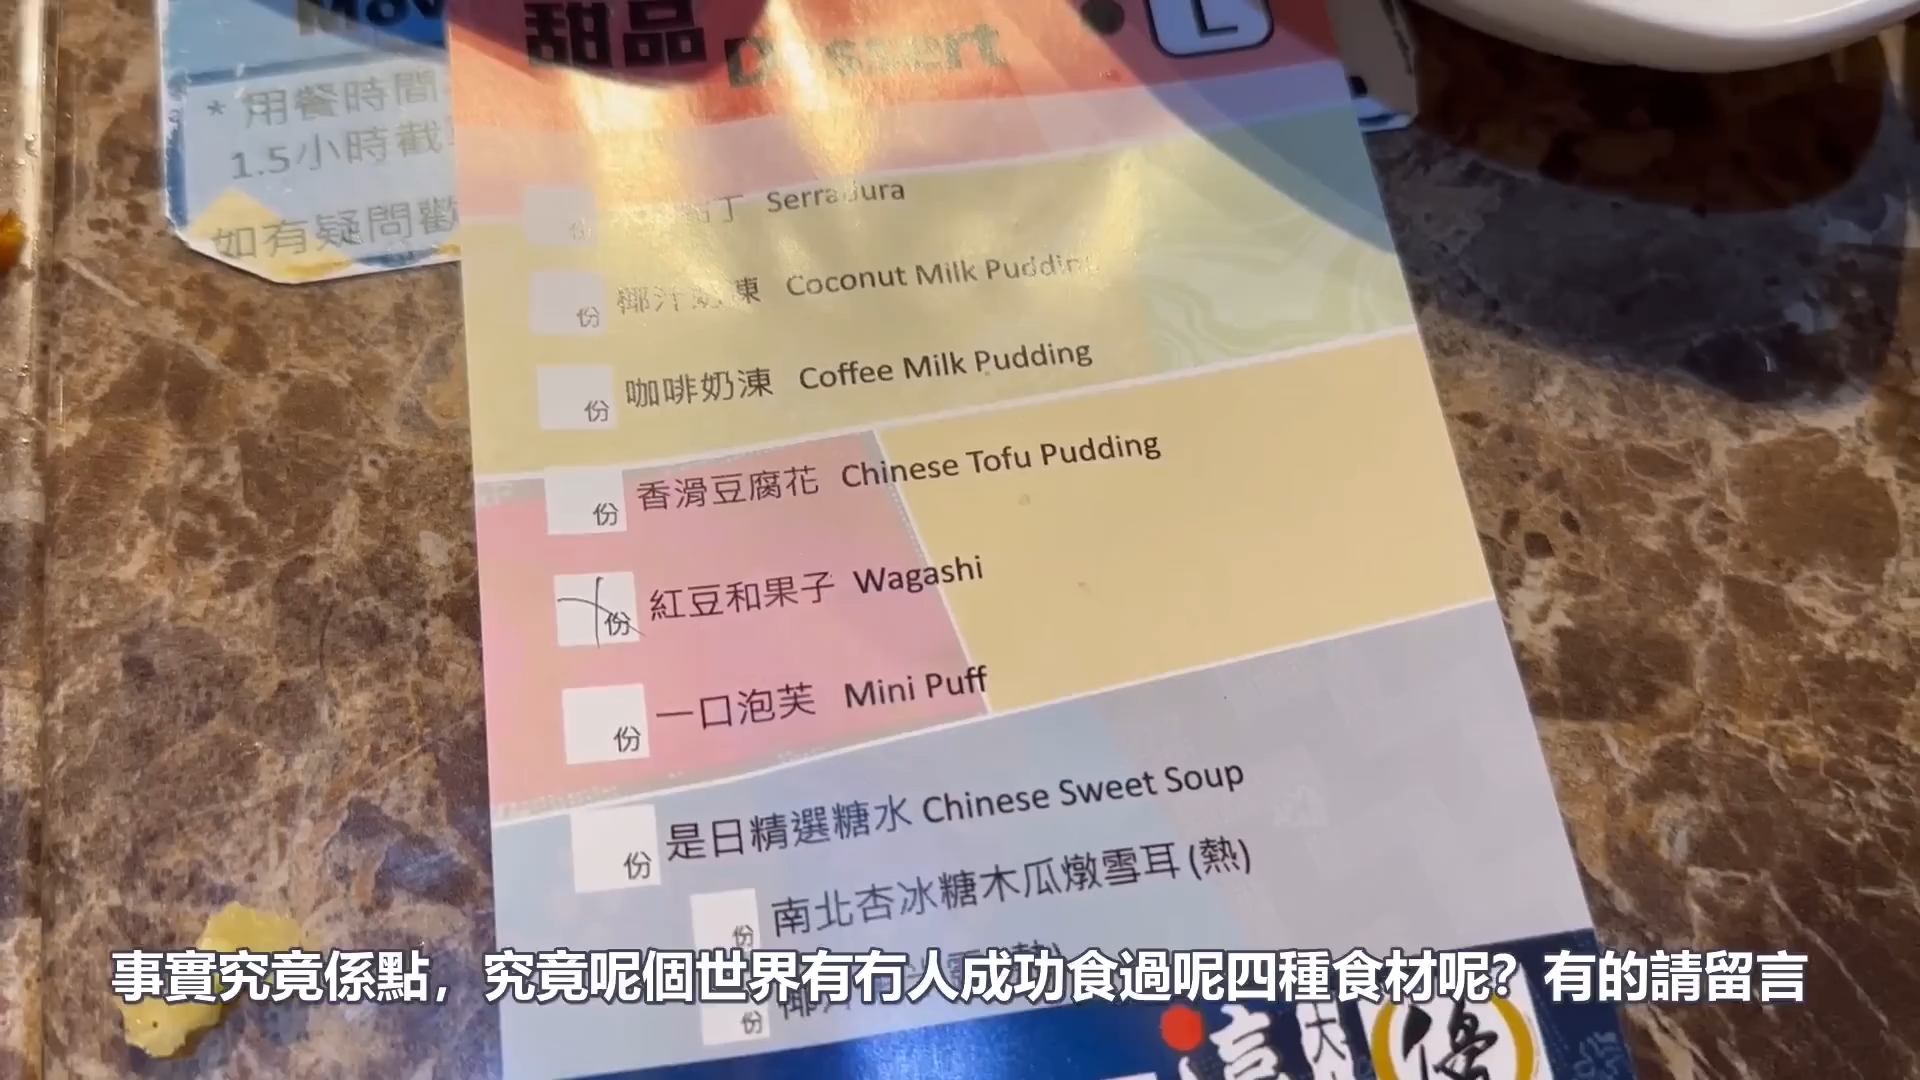 甜品 Dessert
L
* 用餐時間
1.5小時截
如有疑問歡
份 丁 Serradura
份 椰汁奶凍 Coconut Milk Pudding
份 咖啡奶凍 Coffee Milk Pudding
份 香滑豆腐花 Chinese Tofu Pudding
份 紅豆和果子 Wagashi
份 一口泡芙 Mini Puff
份 是日精選糖水 Chinese Sweet Soup
份 南北杏冰糖木瓜燉雪耳 (熱)
份 椰
事實究竟係點，究竟呢個世界有冇人成功食過呢四種食材呢？有的請留言
大
優